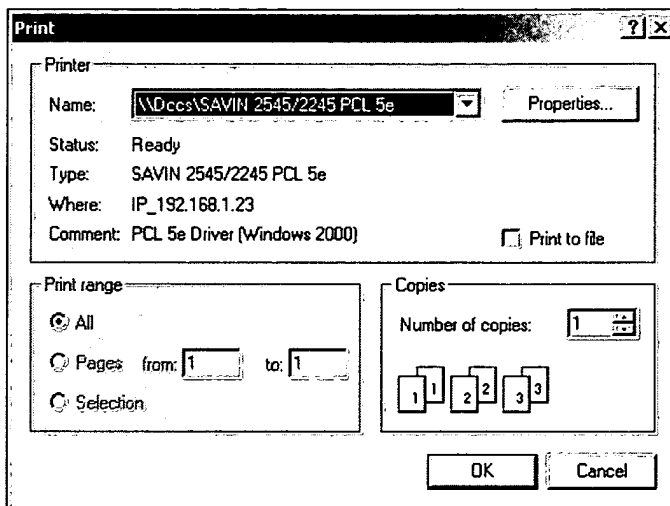 Print
Printer
Name: \\Dccs\SAVIN 2545/2245 PCL 5e Properties...
Status: Ready
Type: SAVIN 2545/2245 PCL 5e
Where: IP_192.168.1.23
Comment: PCL 5e Driver (Windows 2000) Print to file
Print range
All
Pages from: 1 to: 1
Selection
Copies
Number of copies: 1
1 1 2 2 3 3
OK Cancel